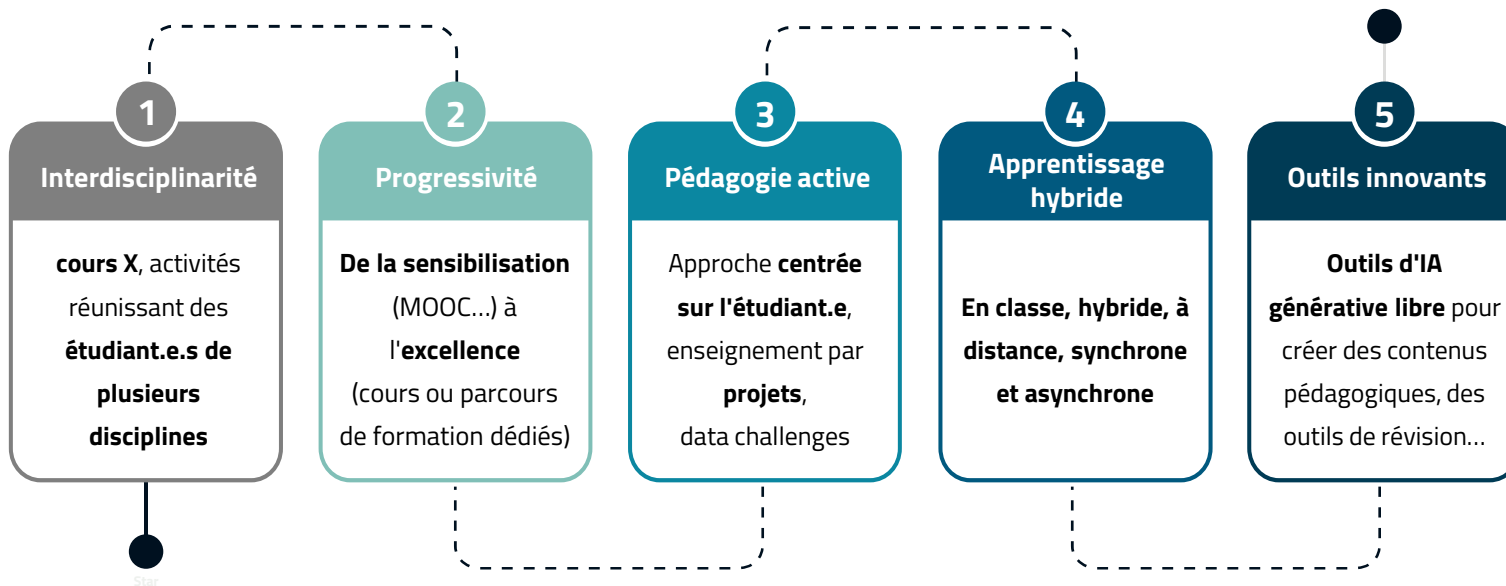 1
Interdisciplinarité
cours X, activités
réunissant des
étudiant.e.s de
plusieurs
disciplines
2
Progressivité
De la sensibilisation
(MOOC...) à
l'excellence
(cours ou parcours
de formation dédiés)
3
Pédagogie active
Approche centrée
sur l'étudiant.e,
enseignement par
projets,
data challenges
4
Apprentissage
hybride
En classe, hybride, à
distance, synchrone
et asynchrone
5
Outils innovants
Outils d'IA
générative libre pour
créer des contenus
pédagogiques, des
outils de révision...
Star